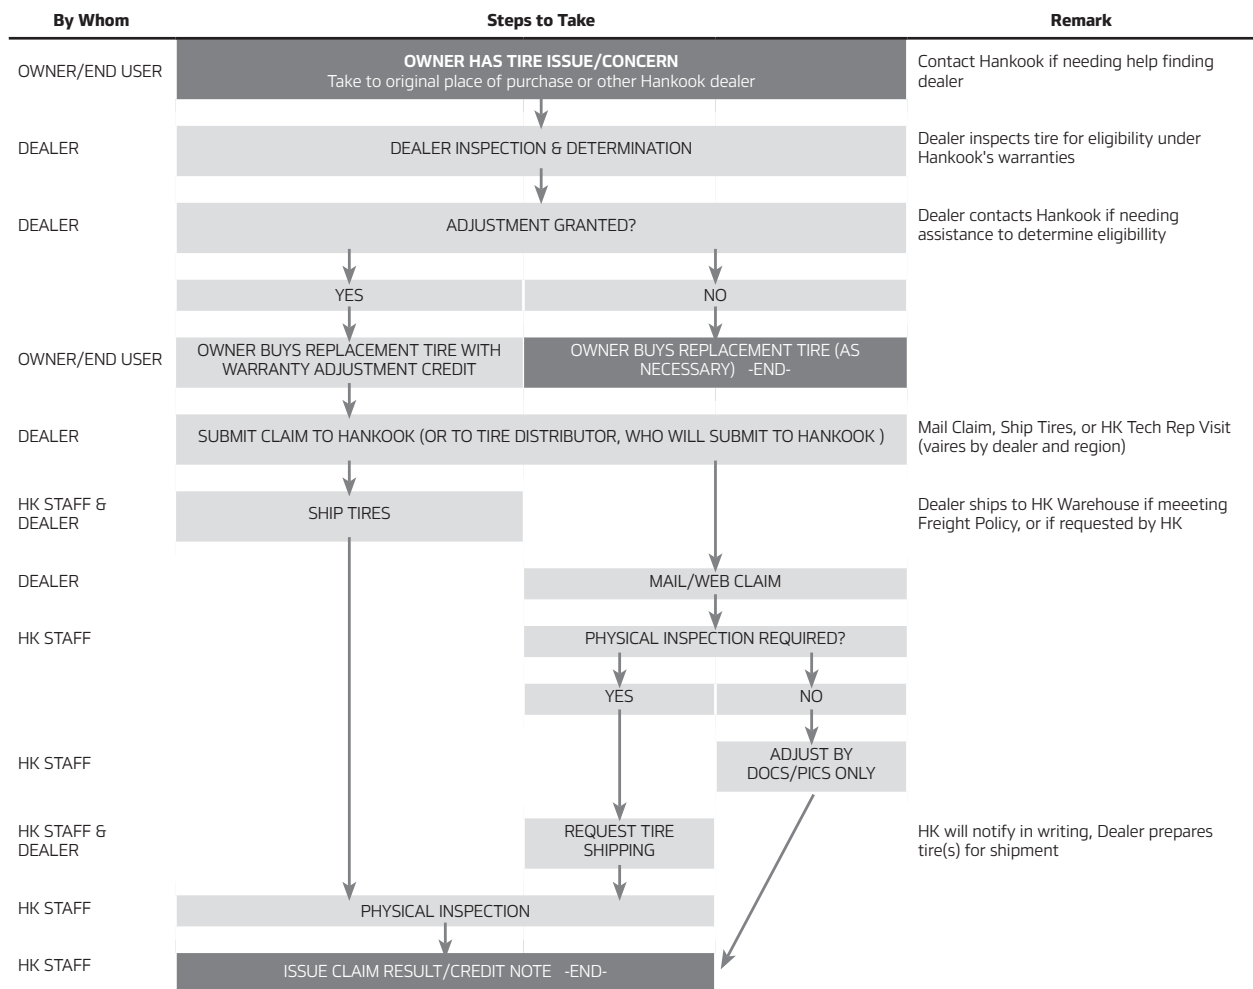 By Whom
Steps to Take
Remark
OWNER/END USER
OWNER HAS TIRE ISSUE/CONCERN
Take to original place of purchase or other Hankook dealer
Contact Hankook if needing help finding
dealer
DEALER
DEALER INSPECTION & DETERMINATION
Dealer inspects tire for eligibility under
Hankook's warranties
DEALER
ADJUSTMENT GRANTED?
Dealer contacts Hankook if needing
assistance to determine eligibillity
YES
NO
OWNER/END USER
OWNER BUYS REPLACEMENT TIRE WITH
WARRANTY ADJUSTMENT CREDIT
OWNER BUYS REPLACEMENT TIRE (AS
NECESSARY) -END-
DEALER
SUBMIT CLAIM TO HANKOOK (OR TO TIRE DISTRIBUTOR, WHO WILL SUBMIT TO HANKOOK )
Mail Claim, Ship Tires, or HK Tech Rep Visit
(vaires by dealer and region)
HK STAFF &
DEALER
SHIP TIRES
Dealer ships to HK Warehouse if meeeting
Freight Policy, or if requested by HK
DEALER
MAIL/WEB CLAIM
HK STAFF
PHYSICAL INSPECTION REQUIRED?
YES
NO
HK STAFF
ADJUST BY
DOCS/PICS ONLY
HK STAFF &
DEALER
REQUEST TIRE
SHIPPING
HK will notify in writing, Dealer prepares
tire(s) for shipment
HK STAFF
PHYSICAL INSPECTION
HK STAFF
ISSUE CLAIM RESULT/CREDIT NOTE -END-